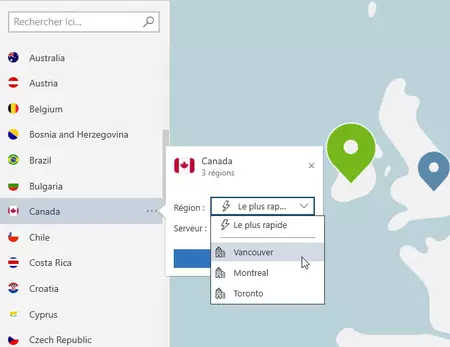 Rechercher Ici...
Australia
Austria
Belgium
Bosnia and Herzegovina
Brazil
Bulgaria
Canada ...
Chile
Costa Rica
Croatia
Cyprus
Czech Republic
Canada
3 régions
Région : Le plus rap...
Serveur :
Le plus rapide
Vancouver
Montreal
Toronto